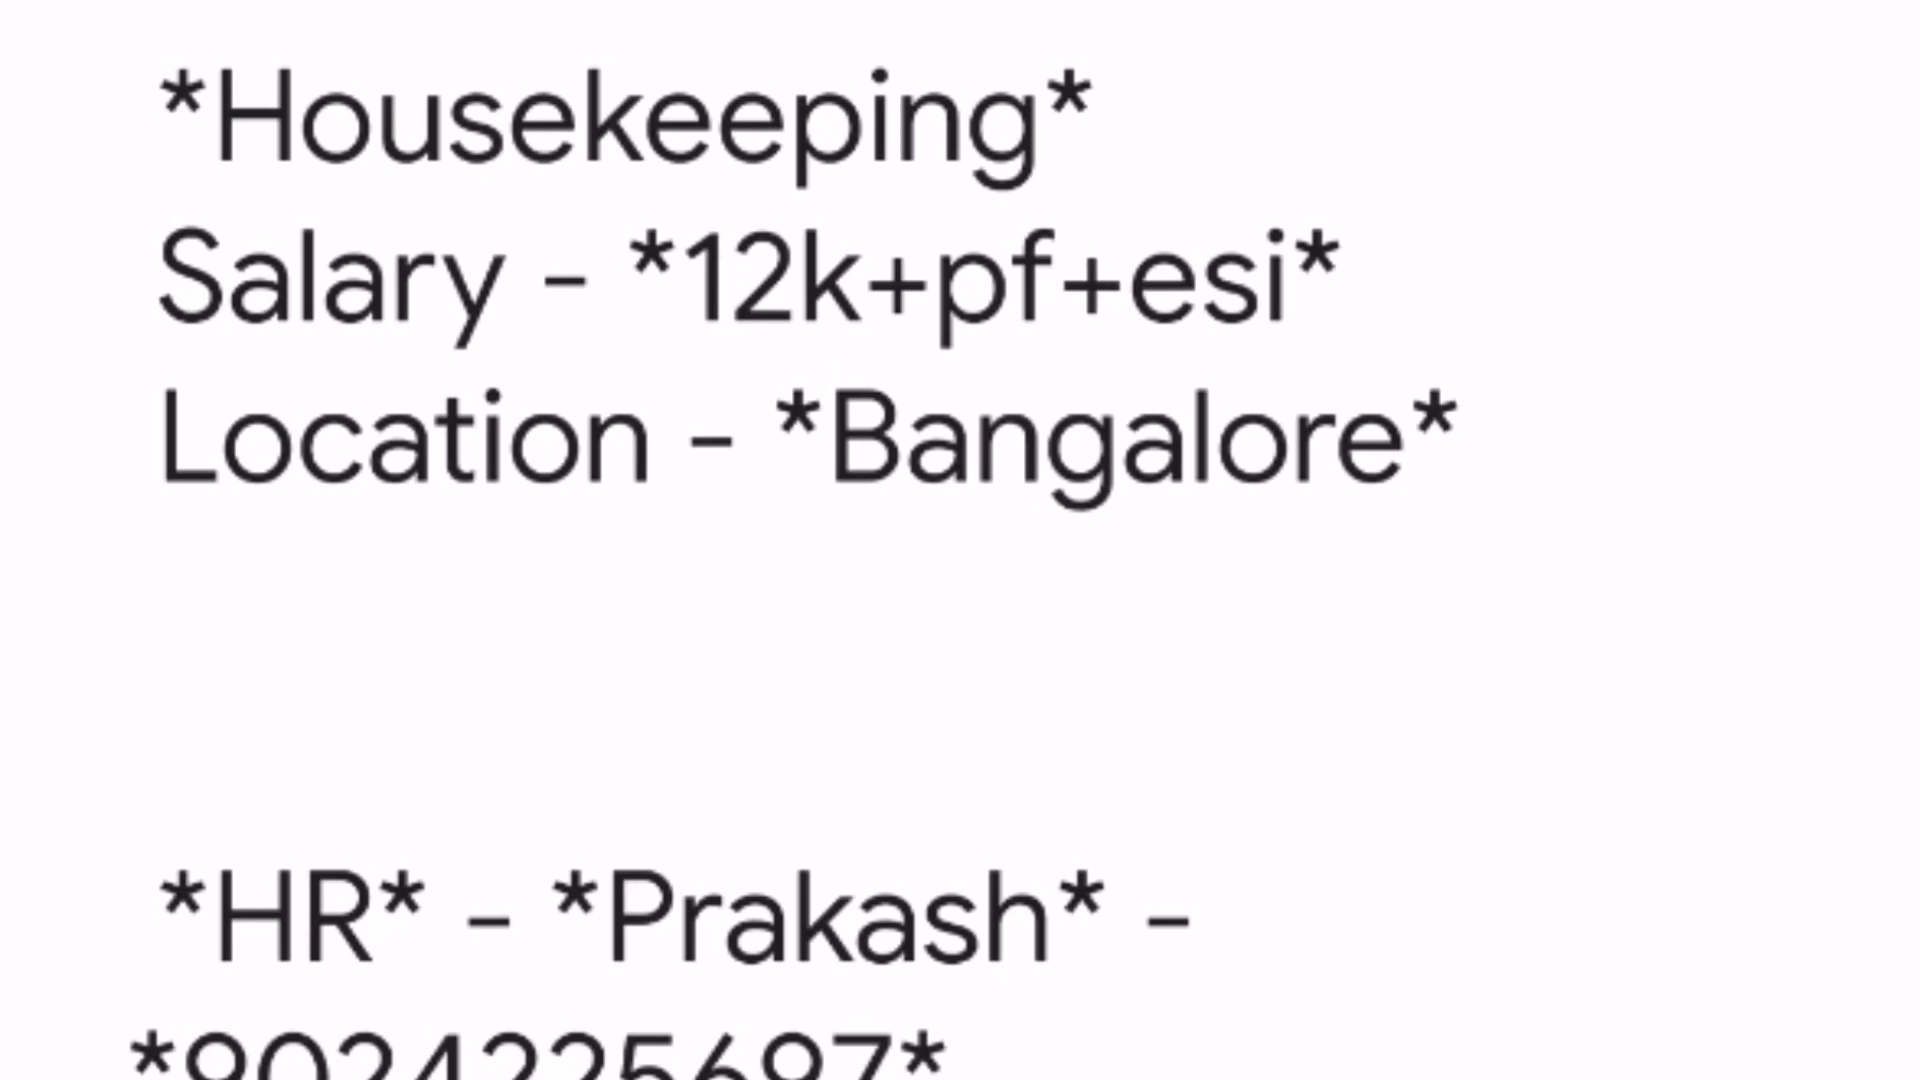 *Housekeeping*
Salary - *12k+pf+esi*
Location - *Bangalore*
*HR* - *Prakash* -